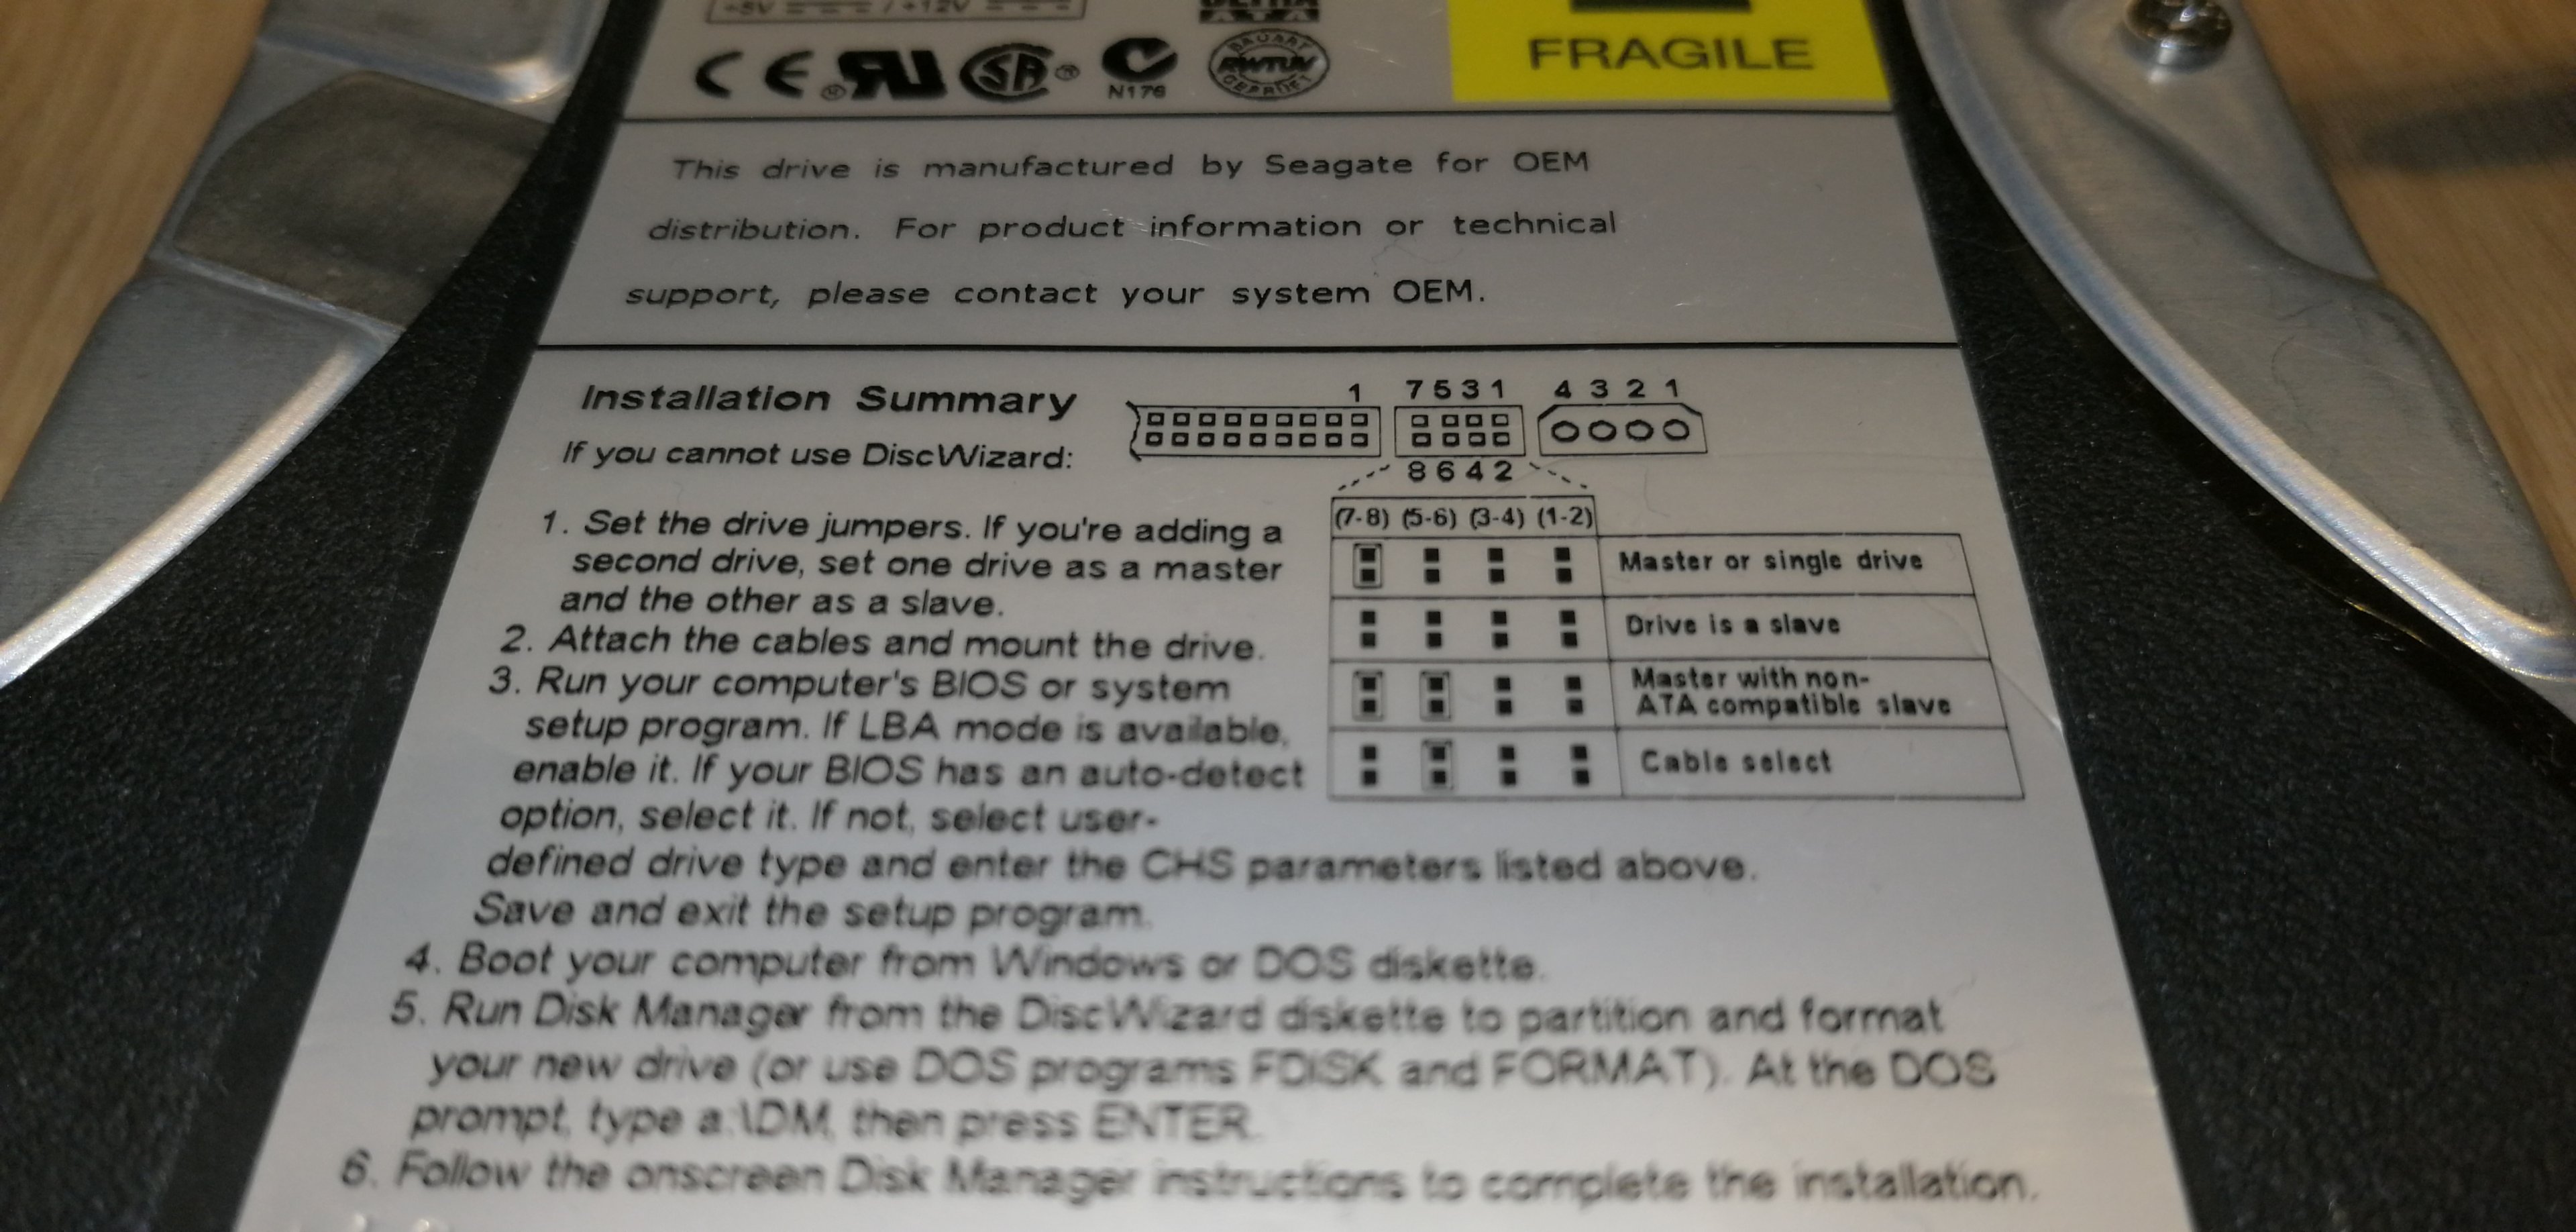 +5V / +12V
ULTRA
ATA
FRAGILE
CE RU SA N176 BAUART RWTÜV GEPRÜFT
This drive is manufactured by Seagate for OEM
distribution. For product information or technical
support, please contact your system OEM.
Installation Summary
1 7 5 3 1 4 3 2 1
If you cannot use DiscWizard:
8 6 4 2
(7-8) (5-6) (3-4) (1-2)
Master or single drive
Drive is a slave
Master with non-
ATA compatible slave
Cable select
1. Set the drive jumpers. If you're adding a
second drive, set one drive as a master
and the other as a slave.
2. Attach the cables and mount the drive.
3. Run your computer's BIOS or system
setup program. If LBA mode is available,
enable it. If your BIOS has an auto-detect
option, select it. If not, select user-
defined drive type and enter the CHS parameters listed above.
Save and exit the setup program.
4. Boot your computer from Windows or DOS diskette.
5. Run Disk Manager from the DiscWizard diskette to partition and format
your new drive (or use DOS programs FDISK and FORMAT). At the DOS
prompt, type a:\DM, then press ENTER.
6. Follow the onscreen Disk Manager instructions to complete the installation.